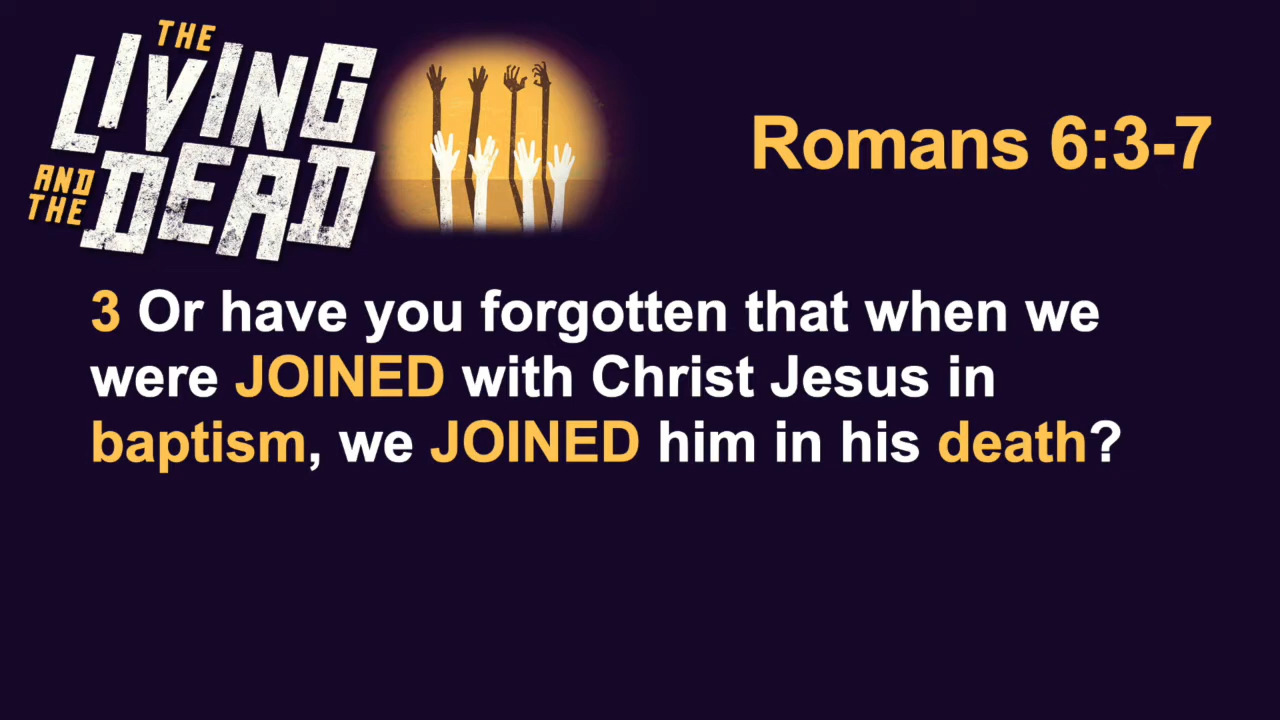 THE
LIVING
AND THE
DEAD
Romans 6:3-7
3 Or have you forgotten that when we
were JOINED with Christ Jesus in
baptism, we JOINED him in his death?